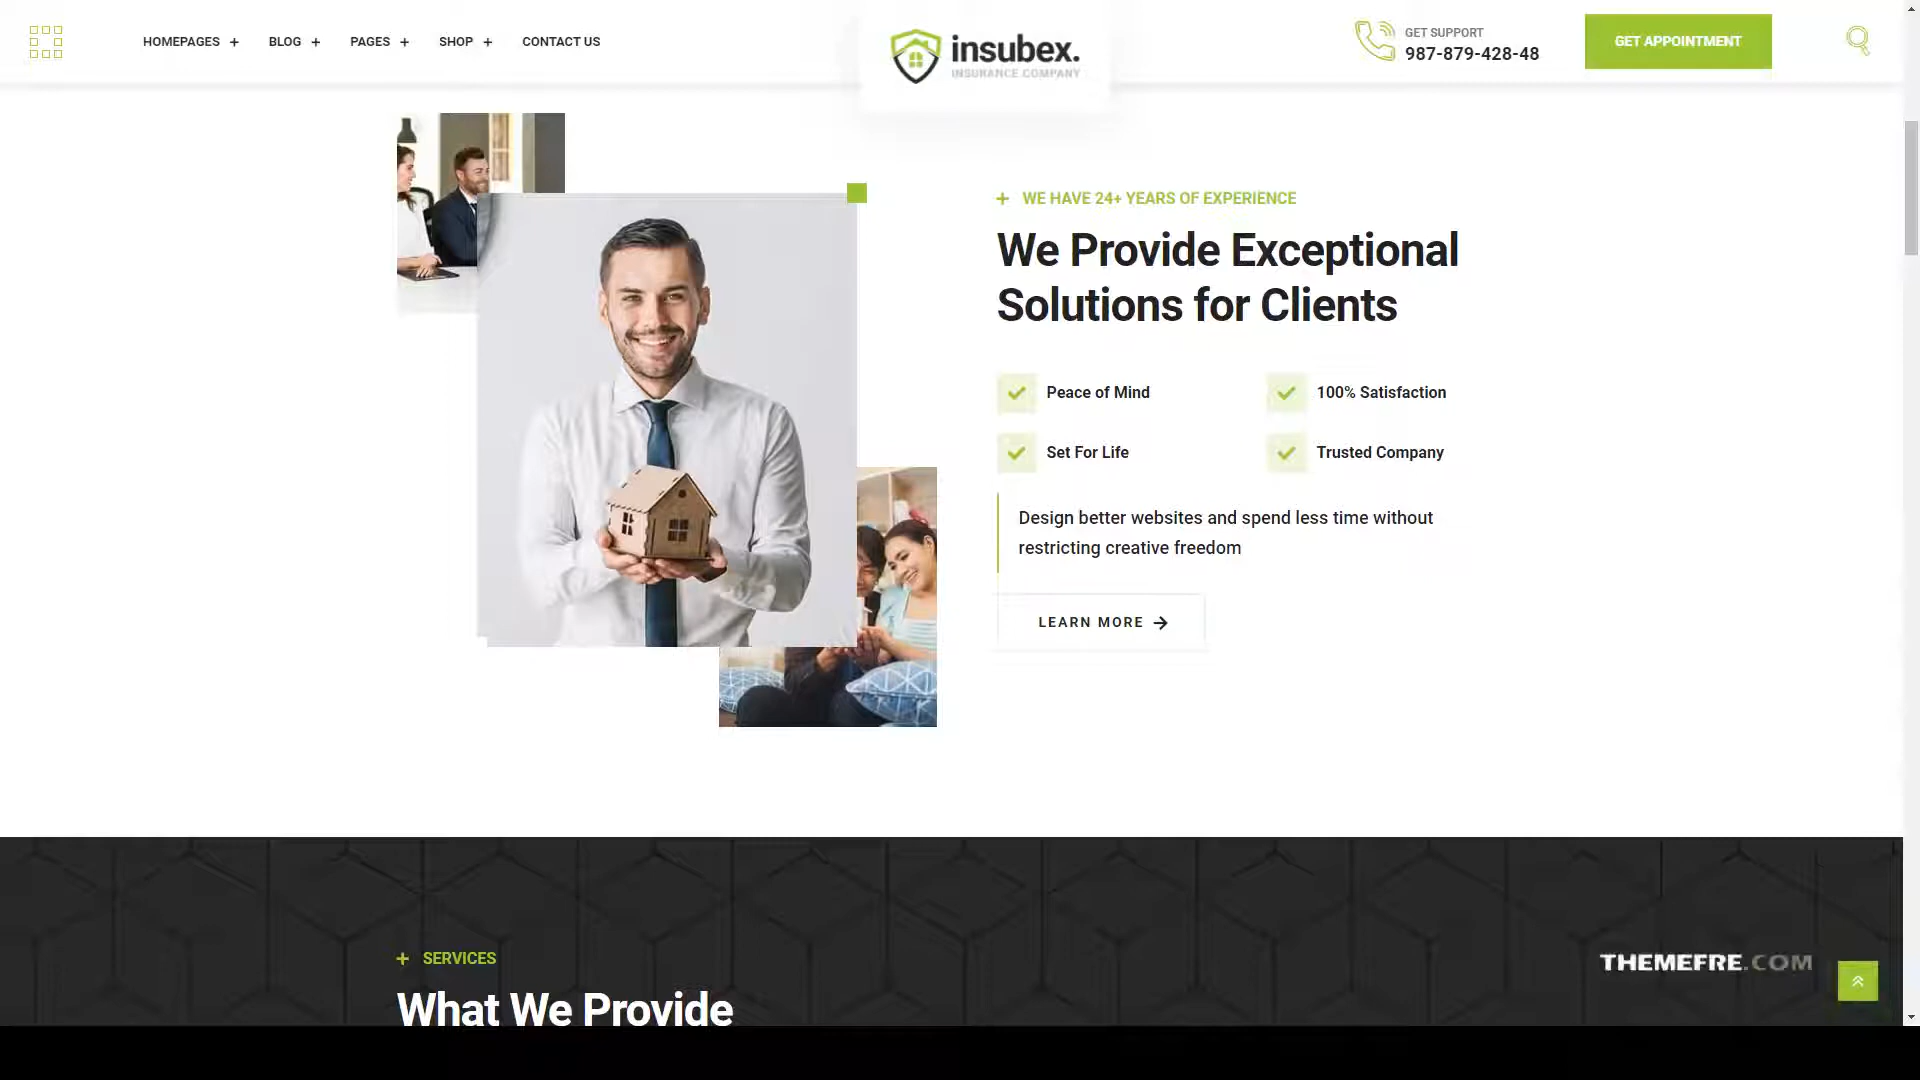 HOMEPAGES +
BLOG +
PAGES +
SHOP +
CONTACT US
insubex.
INSURANCE COMPANY
GET SUPPORT
987-879-428-48
GET APPOINTMENT
+ WE HAVE 24+ YEARS OF EXPERIENCE
We Provide Exceptional
Solutions for Clients
Peace of Mind
100% Satisfaction
Set For Life
Trusted Company
Design better websites and spend less time without
restricting creative freedom
LEARN MORE →
+ SERVICES
What We Provide
THEMEFRE.COM